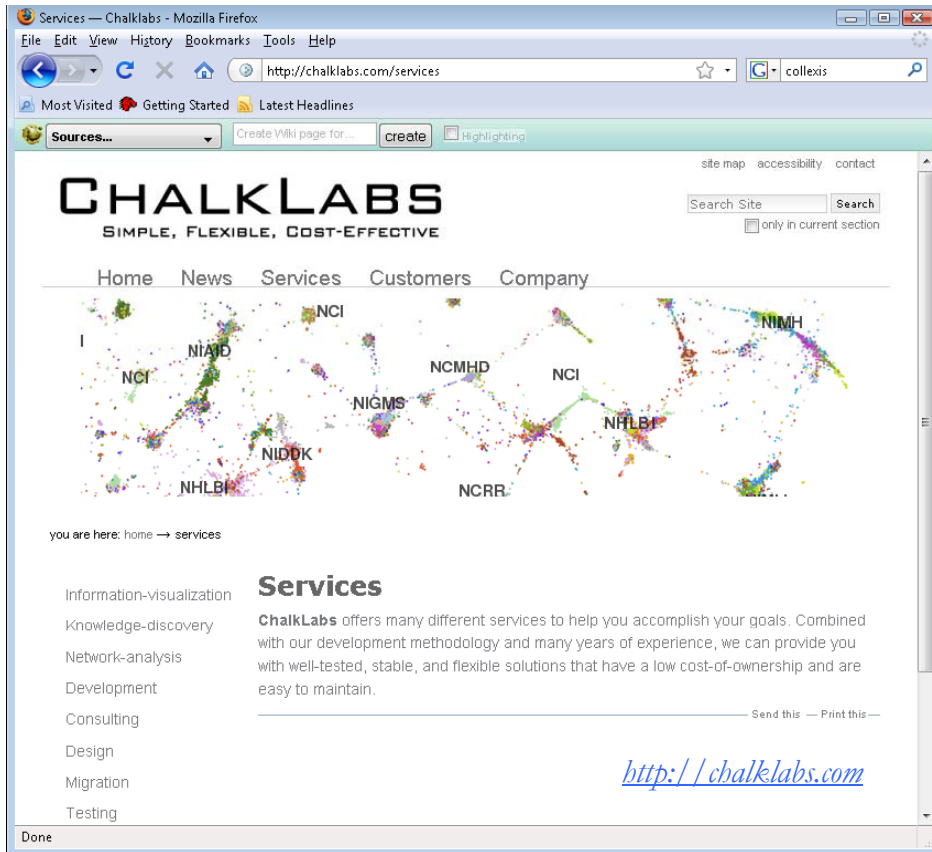 Services — Chalklabs - Mozilla Firefox
File Edit View History Bookmarks Tools Help
http://chalklabs.com/services
G collexis
Most Visited Getting Started Latest Headlines
Sources... Create Wiki page for... create Highlighting
site map accessibility contact
CHALKLABS
SIMPLE, FLEXIBLE, COST-EFFECTIVE
Search Site Search
only in current section
Home News Services Customers Company
NCI
NIMH
I
NIAID
NCMHD
NCI
NCI
NIGMS
NHLBI
NIDDK
NHLBI
NCRR
you are here: home → services
Services
Information-visualization
Knowledge-discovery
Network-analysis
Development
Consulting
Design
Migration
Testing
ChalkLabs offers many different services to help you accomplish your goals. Combined
with our development methodology and many years of experience, we can provide you
with well-tested, stable, and flexible solutions that have a low cost-of-ownership and are
easy to maintain.
Send this — Print this —
http://chalklabs.com
Done